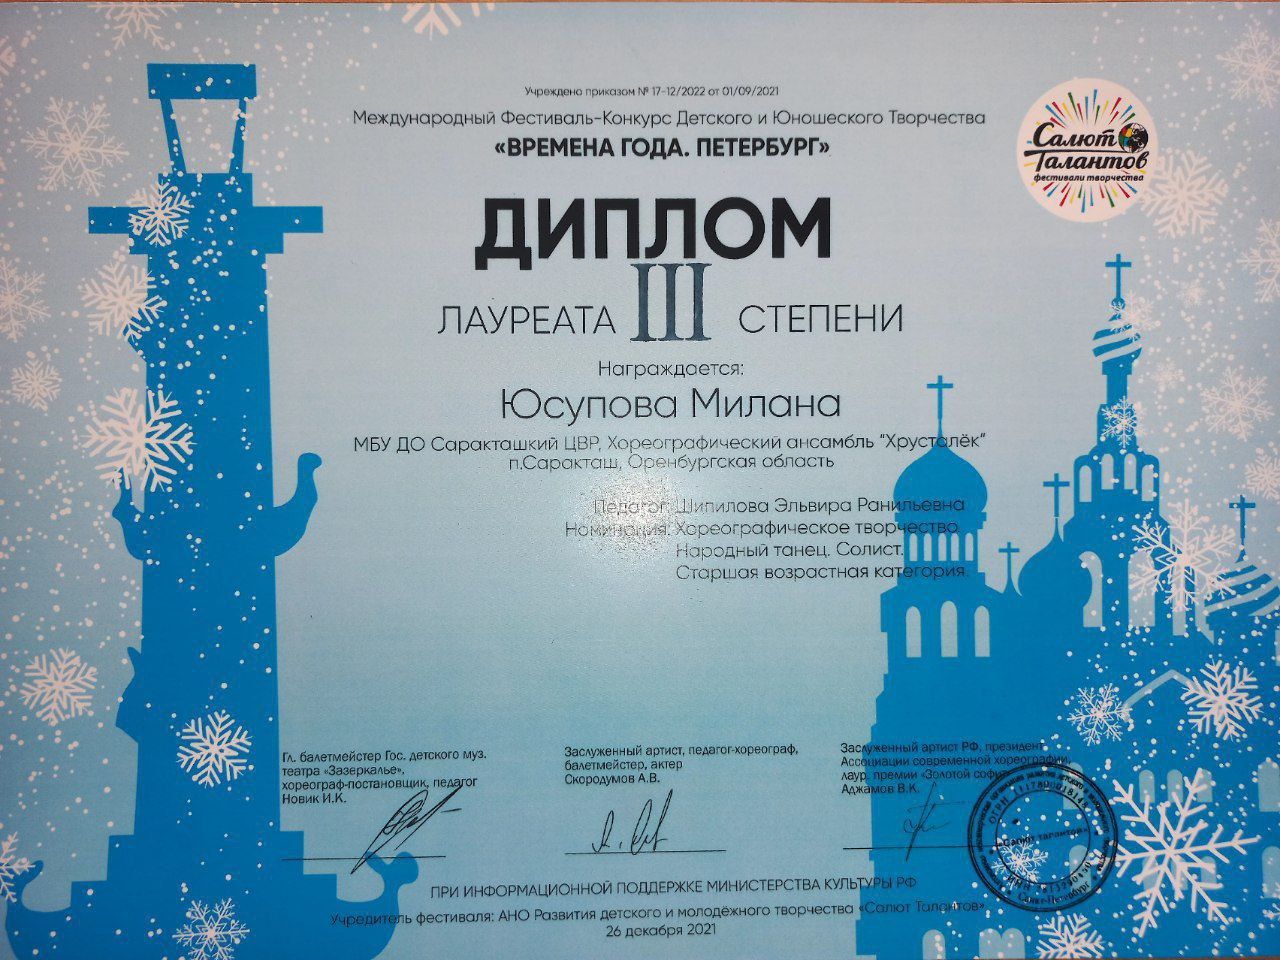 Учреждено приказом № 17-12/2022 от 01/09/2021
Международный Фестиваль-Конкурс Детского и Юношеского Творчества
«ВРЕМЕНА ГОДА. ПЕТЕРБУРГ»
Салют
Талантов
фестивали творчества
ДИПЛОМ
ЛАУРЕАТА III СТЕПЕНИ
Награждается:
Юсупова Милана
МБУ ДО Саракташкий ЦВР, Хореографический ансамбль "Хрусталёк"
п.Саракташ, Оренбургская область
Педагог: Шипилова Эльвира Ранильевна
Номинация: Хореографическое творчество.
Народный танец. Солист.
Старшая возрастная категория.
Гл. балетмейстер Гос. детского муз.
театра «Зазеркалье»,
хореограф-постановщик, педагог
Новик И.К.
Заслуженный артист, педагог-хореограф,
балетмейстер, актер
Скородумов А.В.
Заслуженный артист РФ, президент
Ассоциации современной хореографии,
лаур. премии «Золотой софит»
Аджамов В.К.
«Салют талантов»
Санкт-Петербург
ПРИ ИНФОРМАЦИОННОЙ ПОДДЕРЖКЕ МИНИСТЕРСТВА КУЛЬТУРЫ РФ
Учредитель фестиваля: АНО Развития детского и молодёжного творчества «Салют Талантов»
26 декабря 2021